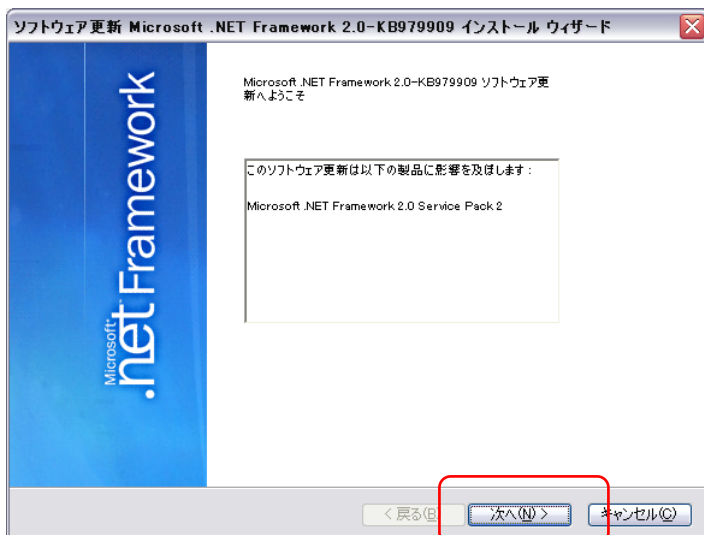 ソフトウェア更新 Microsoft .NET Framework 2.0-KB979909 インストール ウィザード
Microsoft .net Framework
Microsoft .NET Framework 2.0-KB979909 ソフトウェア更
新へようこそ
このソフトウェア更新は以下の製品に影響を及ぼします :
Microsoft .NET Framework 2.0 Service Pack 2
< 戻る(B)
次へ(N) >
キャンセル(C)